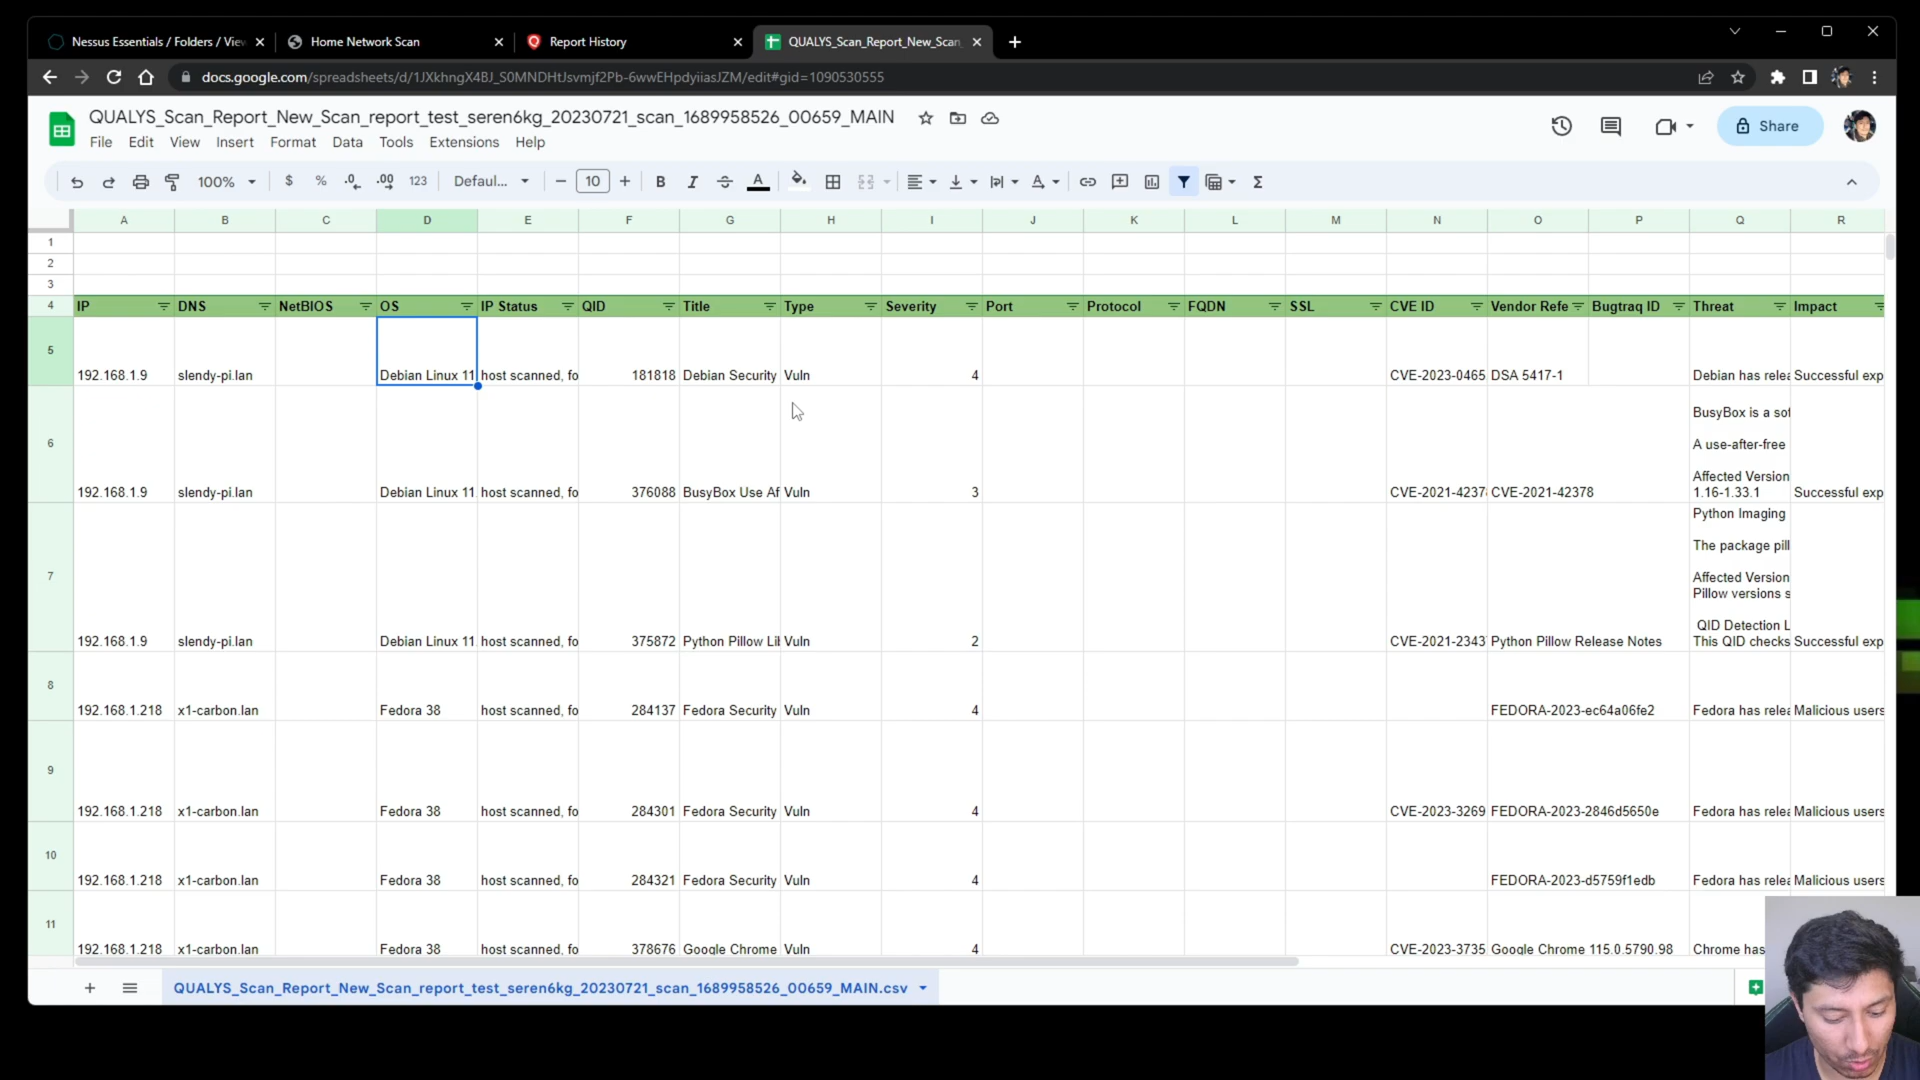 Nessus Essentials / Folders / View
Home Network Scan
Report History
QUALYS_Scan_Report_New_Scan_
docs.google.com/spreadsheets/d/1JXkhngX4BJ_S0MNDHtJsvmjf2Pb-6wwEHpdyiiasJZM/edit#gid=1090530555
QUALYS_Scan_Report_New_Scan_report_test_seren6kg_20230721_scan_1689958526_00659_MAIN
File Edit View Insert Format Data Tools Extensions Help
Share
100% $ % .0 .00 123 Defaul... 10 B I A Σ
A B C D E F G H I J K L M N O P Q R
1
2
3
4 IP DNS NetBIOS OS IP Status QID Title Type Severity Port Protocol FQDN SSL CVE ID Vendor Refe Bugtraq ID Threat Impact
5 192.168.1.9 slendy-pi.lan Debian Linux 11. host scanned, fo 181818 Debian Security Vuln 4 CVE-2023-0465 DSA 5417-1 Debian has relea Successful exp
BusyBox is a sof
A use-after-free
Affected Version
6 192.168.1.9 slendy-pi.lan Debian Linux 11. host scanned, fo 376088 BusyBox Use Af Vuln 3 CVE-2021-42378 CVE-2021-42378 1.16-1.33.1 Successful exp
Python Imaging
The package pill
Affected Version
Pillow versions s
QID Detection L
7 192.168.1.9 slendy-pi.lan Debian Linux 11. host scanned, fo 375872 Python Pillow Lib Vuln 2 CVE-2021-2343 Python Pillow Release Notes This QID checks Successful exp
8 192.168.1.218 x1-carbon.lan Fedora 38 host scanned, fo 284137 Fedora Security Vuln 4 FEDORA-2023-ec64a06fe2 Fedora has relea Malicious users
9 192.168.1.218 x1-carbon.lan Fedora 38 host scanned, fo 284301 Fedora Security Vuln 4 CVE-2023-3269 FEDORA-2023-2846d5650e Fedora has relea Malicious users
10 192.168.1.218 x1-carbon.lan Fedora 38 host scanned, fo 284321 Fedora Security Vuln 4 FEDORA-2023-d5759f1edb Fedora has relea Malicious users
11 192.168.1.218 x1-carbon.lan Fedora 38 host scanned, fo 378676 Google Chrome Vuln 4 CVE-2023-3735 Google Chrome 115.0.5790.98 Chrome has
QUALYS_Scan_Report_New_Scan_report_test_seren6kg_20230721_scan_1689958526_00659_MAIN.csv